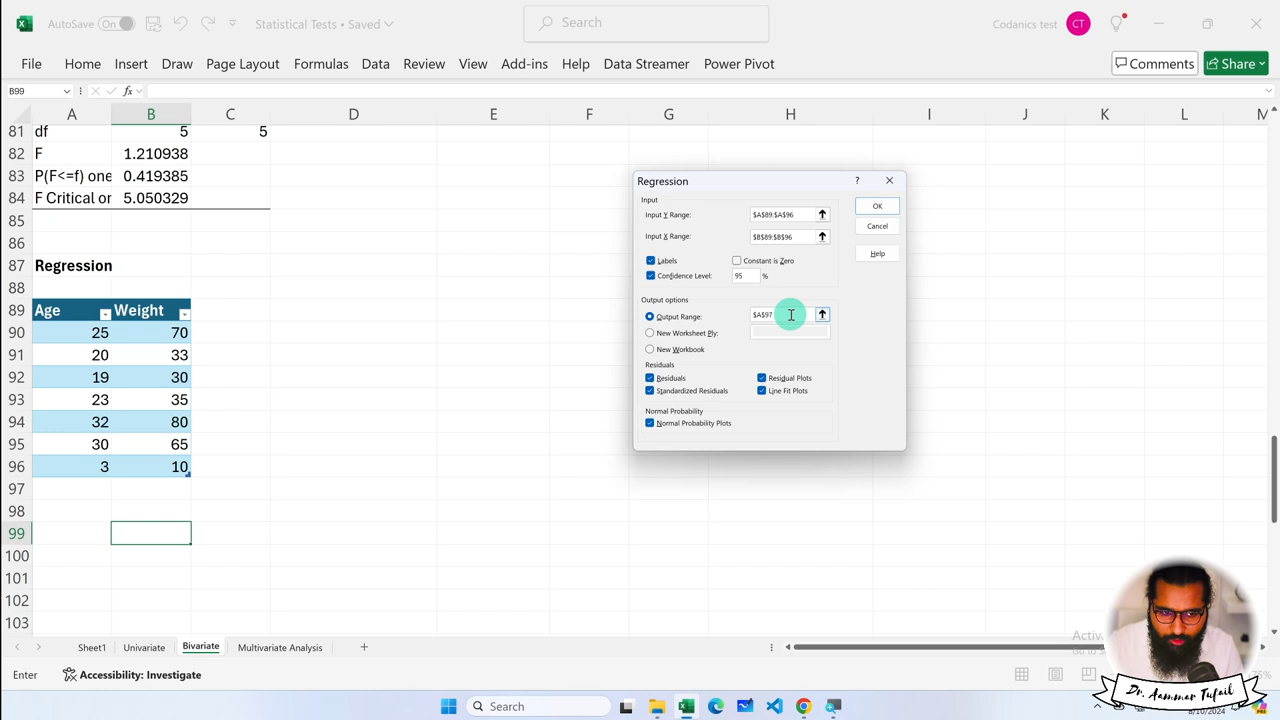 AutoSave On Statistical Tests • Saved Search Codanics test CT
File Home Insert Draw Page Layout Formulas Data Review View Add-ins Help Data Streamer Power Pivot Comments Share
B99 fx
A B C D E F G H I J K L M
81 df 5 5
82 F 1.210938
83 P(F<=f) one 0.419385
84 F Critical or 5.050329
85
86
87 Regression
88
89 Age Weight
90 25 70
91 20 33
92 19 30
93 23 35
94 32 80
95 30 65
96 3 10
97
98
99
100
101
102
103
Regression ?
Input
Input Y Range: $A$89:$A$96 OK
Input X Range: $B$89:$B$96 Cancel
Help
Labels Constant is Zero
Confidence Level: 95 %
Output options
Output Range: $A$97
New Worksheet Ply:
New Workbook
Residuals
Residuals Residual Plots
Standardized Residuals Line Fit Plots
Normal Probability
Normal Probability Plots
Sheet1 Univariate Bivariate Multivariate Analysis
Enter Accessibility: Investigate
Search
Dr. Aammar Tufail
8/10/2024